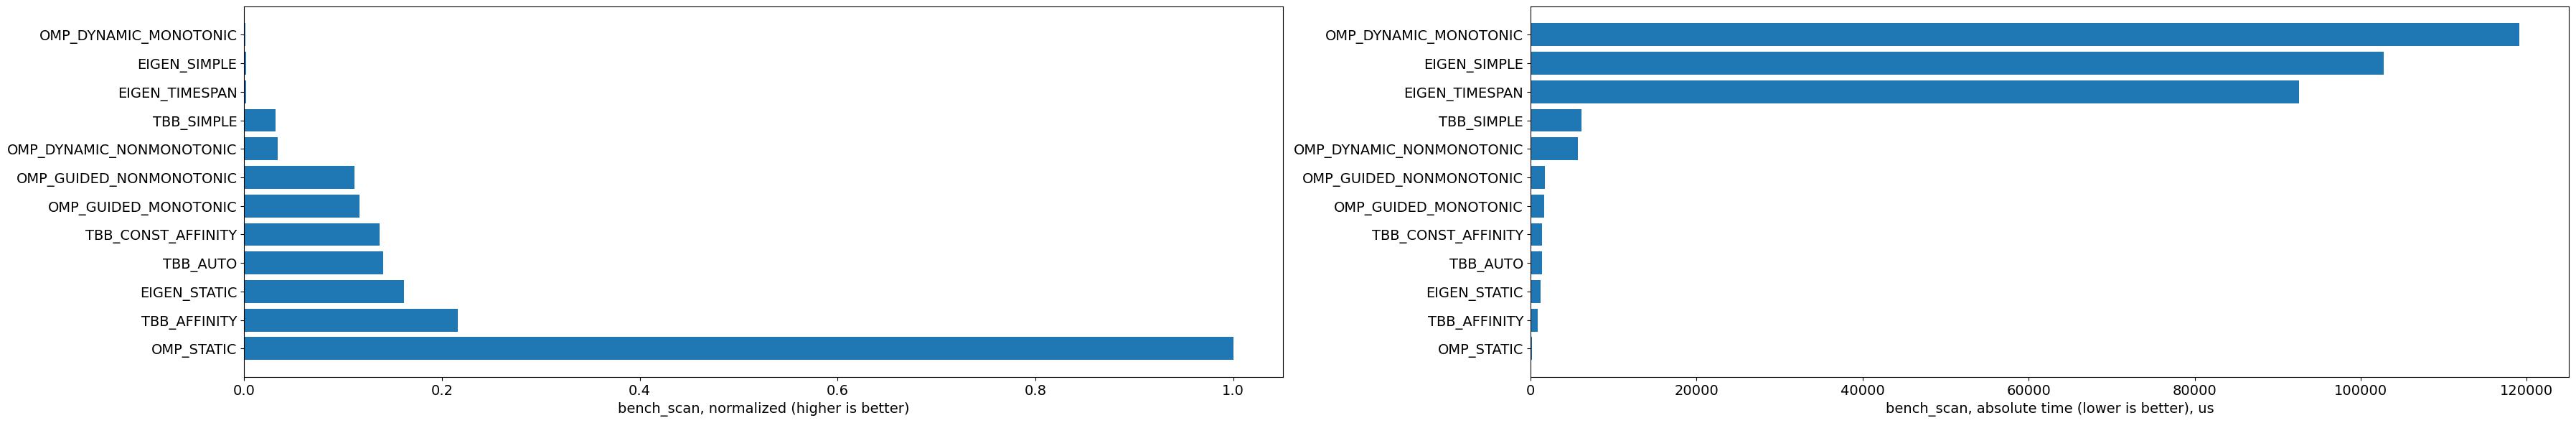 OMP_DYNAMIC_MONOTONIC
EIGEN_SIMPLE
EIGEN_TIMESPAN
TBB_SIMPLE
OMP_DYNAMIC_NONMONOTONIC
OMP_GUIDED_NONMONOTONIC
OMP_GUIDED_MONOTONIC
TBB_CONST_AFFINITY
TBB_AUTO
EIGEN_STATIC
TBB_AFFINITY
OMP_STATIC
0.0 0.2 0.4 0.6 0.8 1.0
bench_scan, normalized (higher is better)
OMP_DYNAMIC_MONOTONIC
EIGEN_SIMPLE
EIGEN_TIMESPAN
TBB_SIMPLE
OMP_DYNAMIC_NONMONOTONIC
OMP_GUIDED_NONMONOTONIC
OMP_GUIDED_MONOTONIC
TBB_CONST_AFFINITY
TBB_AUTO
EIGEN_STATIC
TBB_AFFINITY
OMP_STATIC
0 20000 40000 60000 80000 100000 120000
bench_scan, absolute time (lower is better), us